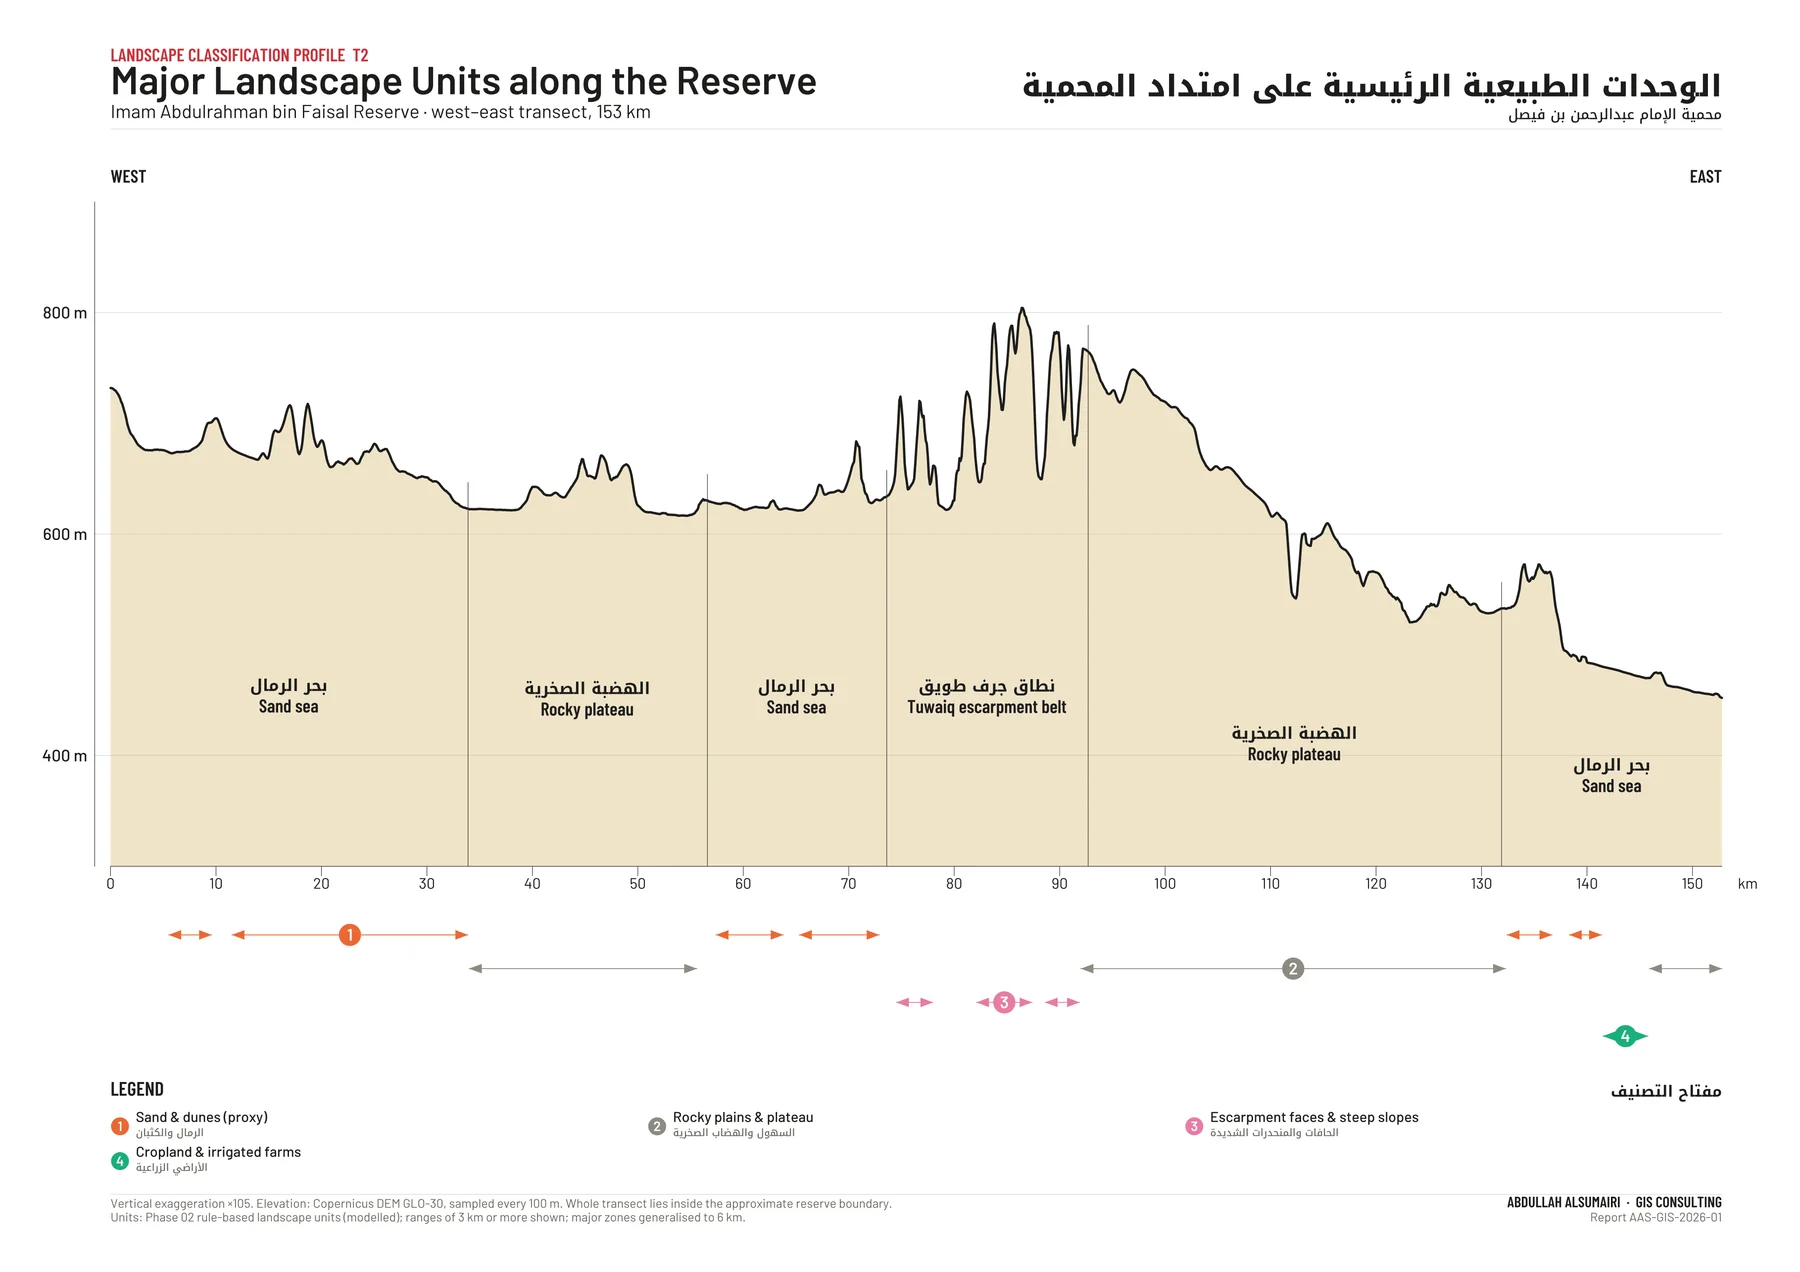 LANDSCAPE CLASSIFICATION PROFILE T2
Major Landscape Units along the Reserve
الوحدات الطبيعية الرئيسية على امتداد المحمية
Imam Abdulrahman bin Faisal Reserve · west–east transect, 153 km
محمية الإمام عبدالرحمن بن فيصل
WEST
EAST
800 m
600 m
400 m
بحر الرمال
Sand sea
الهضبة الصخرية
Rocky plateau
بحر الرمال
Sand sea
نطاق جرف طويق
Tuwaiq escarpment belt
الهضبة الصخرية
Rocky plateau
بحر الرمال
Sand sea
0 10 20 30 40 50 60 70 80 90 100 110 120 130 140 150 km
1
2
3
4
LEGEND
مفتاح التصنيف
1 Sand & dunes (proxy)
الرمال والكثبان
2 Rocky plains & plateau
السهول والهضاب الصخرية
3 Escarpment faces & steep slopes
الحافات والمنحدرات الشديدة
4 Cropland & irrigated farms
الأراضي الزراعية
Vertical exaggeration ×105. Elevation: Copernicus DEM GLO-30, sampled every 100 m. Whole transect lies inside the approximate reserve boundary.
Units: Phase 02 rule-based landscape units (modelled); ranges of 3 km or more shown; major zones generalised to 6 km.
ABDULLAH ALSUMAIRI · GIS CONSULTING
Report AAS-GIS-2026-01